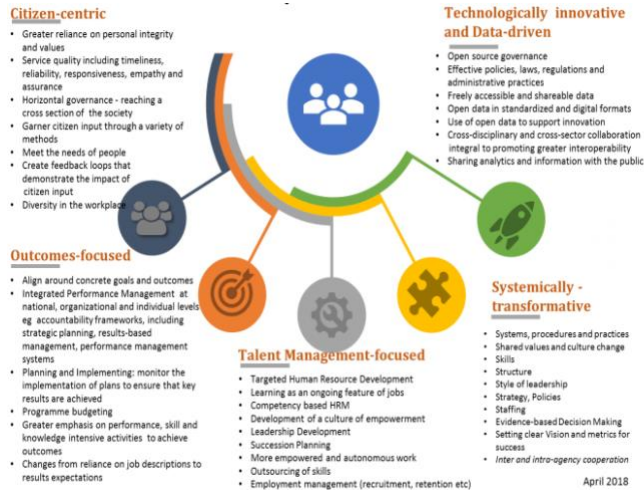 Citizen-centric
• Greater reliance on personal integrity
and values
• Service quality including timeliness,
reliability, responsiveness, empathy and
assurance
• Horizontal governance - reaching a
cross section of the society
• Garner citizen input through a variety of
methods
• Meet the needs of people
• Create feedback loops that
demonstrate the impact of
citizen input
• Diversity in the workplace
Technologically innovative
and Data-driven
• Open source governance
• Effective policies, laws, regulations and
administrative practices
• Freely accessible and shareable data
• Open data in standardized and digital formats
• Use of open data to support innovation
• Cross-disciplinary and cross-sector collaboration
integral to promoting greater interoperability
• Sharing analytics and information with the public
Outcomes-focused
• Align around concrete goals and outcomes
• Integrated Performance Management at
national, organizational and individual levels
eg accountability frameworks, including
strategic planning, results-based
management, performance management
systems
• Planning and Implementing: monitor the
implementation of plans to ensure that key
results are achieved
• Programme budgeting
• Greater emphasis on performance, skill and
knowledge intensive activities to achieve
outcomes
• Changes from reliance on job descriptions to
results expectations
Talent Management-focused
• Targeted Human Resource Development
• Learning as an ongoing feature of jobs
• Competency based HRM
• Development of a culture of empowerment
• Leadership Development
• Succession Planning
• More empowered and autonomous work
• Outsourcing of skills
• Employment management (recruitment, retention etc)
Systemically -
transformative
• Systems, procedures and practices
• Shared values and culture change
• Skills
• Structure
• Style of leadership
• Strategy, Policies
• Staffing
• Evidence-based Decision Making
• Setting clear Vision and metrics for
success
• Inter and intra-agency cooperation
April 2018